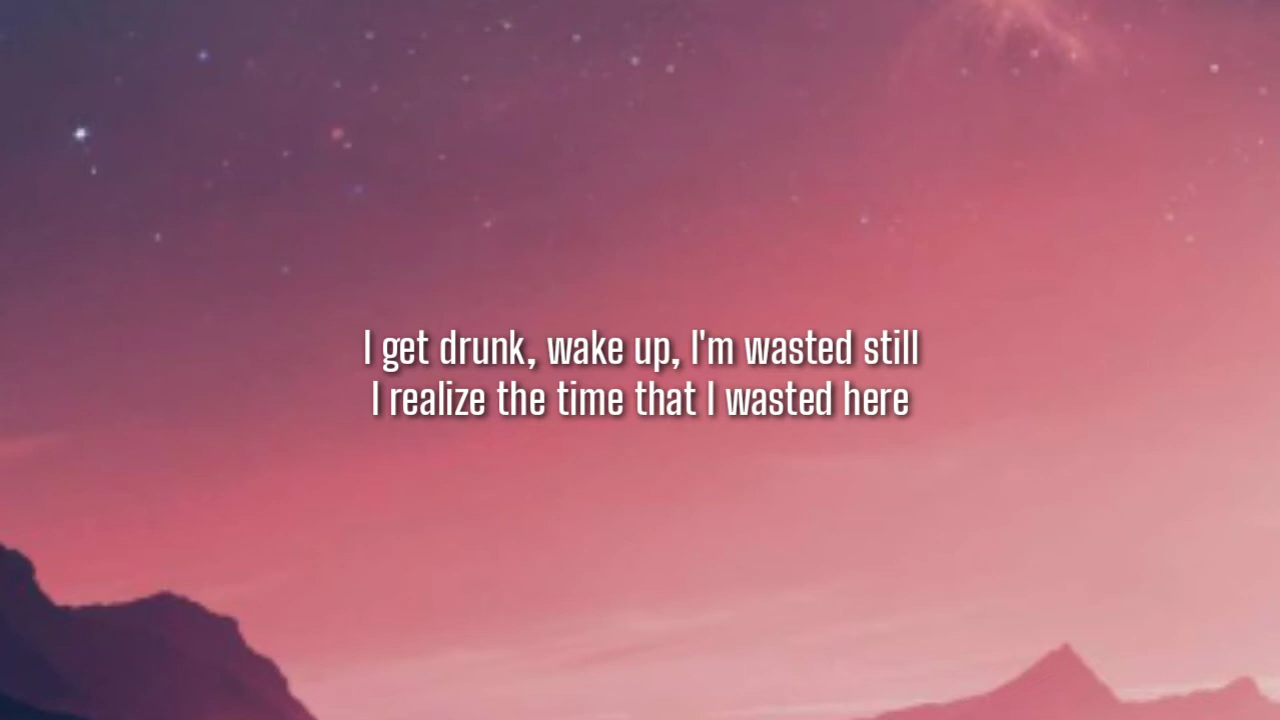 I get drunk, wake up, I'm wasted still
I realize the time that I wasted here